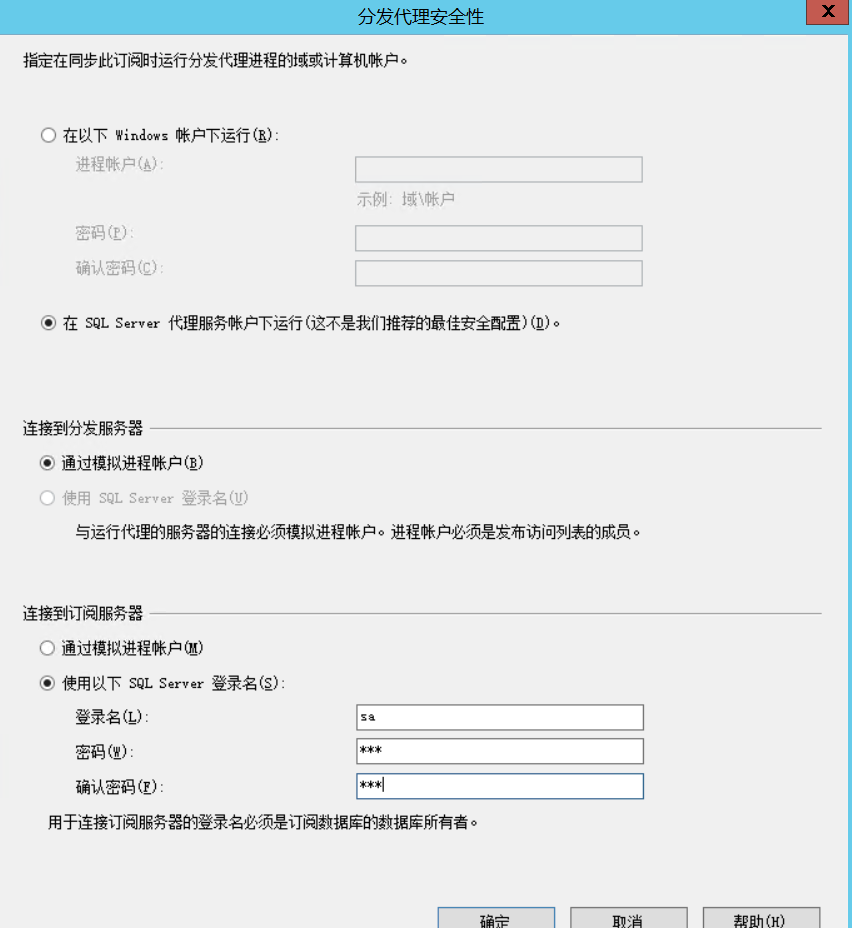 分发代理安全性
X
指定在同步此订阅时运行分发代理进程的域或计算机帐户。
在以下 Windows 帐户下运行(R):
进程帐户(A):
示例: 域\帐户
密码(P):
确认密码(C):
在 SQL Server 代理服务帐户下运行(这不是我们推荐的最佳安全配置)(D)。
连接到分发服务器
通过模拟进程帐户(B)
使用 SQL Server 登录名(U)
与运行代理的服务器的连接必须模拟进程帐户。进程帐户必须是发布访问列表的成员。
连接到订阅服务器
通过模拟进程帐户(M)
使用以下 SQL Server 登录名(S):
登录名(L): sa
密码(W): ***
确认密码(F): ***
用于连接订阅服务器的登录名必须是订阅数据库的数据库所有者。
确定 取消 帮助(H)